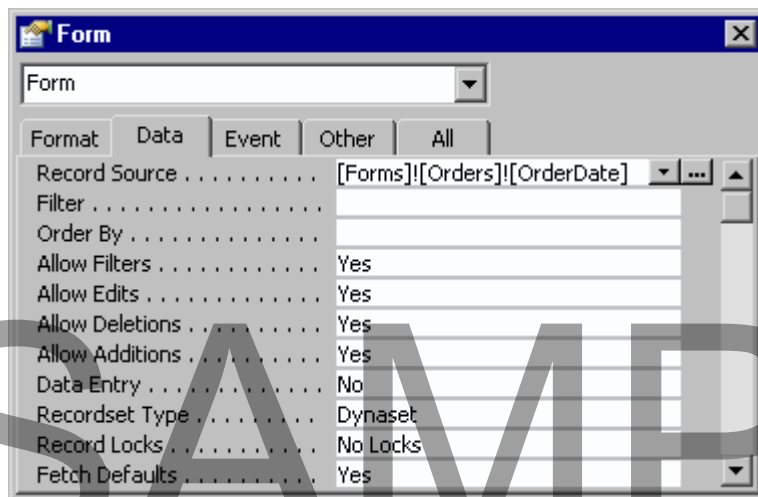 Form
Form
Format Data Event Other All
Record Source . . . . . . . . . . [Forms]![Orders]![OrderDate] ...
Filter . . . . . . . . . . . . . . . . . .
Order By . . . . . . . . . . . . . . .
Allow Filters . . . . . . . . . . . . . Yes
Allow Edits . . . . . . . . . . . . . . Yes
Allow Deletions . . . . . . . . . . . Yes
Allow Additions . . . . . . . . . . . Yes
Data Entry . . . . . . . . . . . . . No
Recordset Type . . . . . . . . . Dynaset
Record Locks . . . . . . . . . . . No Locks
Fetch Defaults . . . . . . . . . . . Yes
SAMP